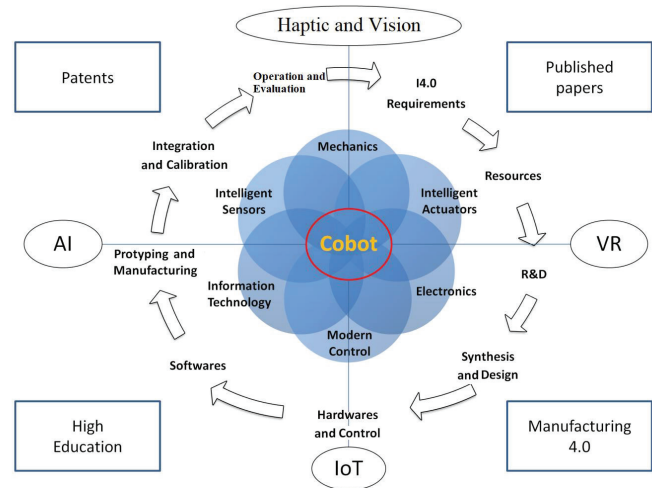 Haptic and Vision
Patents
Published
papers
Operation and
Evaluation
I4.0
Requirements
Integration
and Calibration
Mechanics
Resources
Intelligent
Sensors
Intelligent
Actuators
AI
Cobot
VR
Protyping and
Manufacturing
R&D
Information
Technology
Electronics
Modern
Control
Softwares
Synthesis
and Design
Hardwares
and Control
High
Education
IoT
Manufacturing
4.0